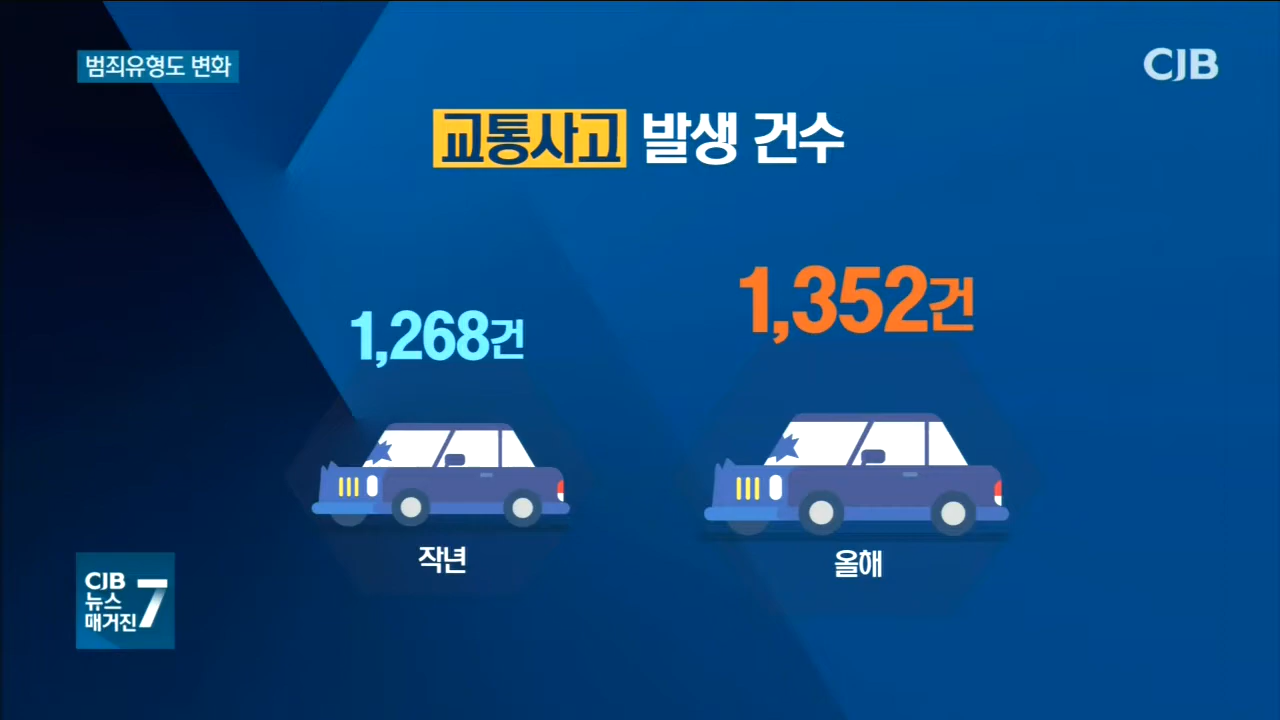 범죄유형도 변화
CJB
교통사고 발생 건수
1,268건
1,352건
작년
올해
CJB
뉴스
매거진 7